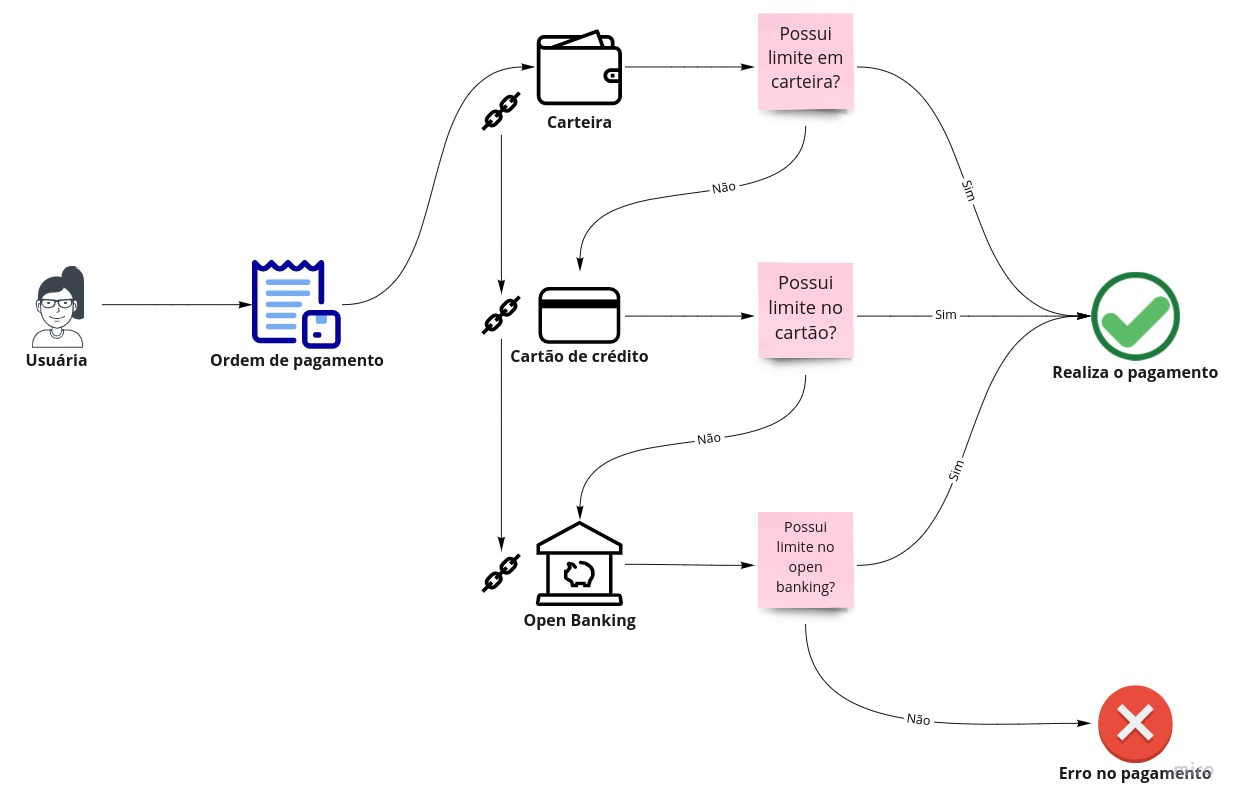 Possui
limite em
carteira?
Carteira
Não
Sim
Usuária
Ordem de pagamento
Possui
limite no
cartão?
Cartão de crédito
Sim
Realiza o pagamento
Não
Sim
Possui
limite no
open
banking?
Open Banking
Não
Erro no pagamento
miro